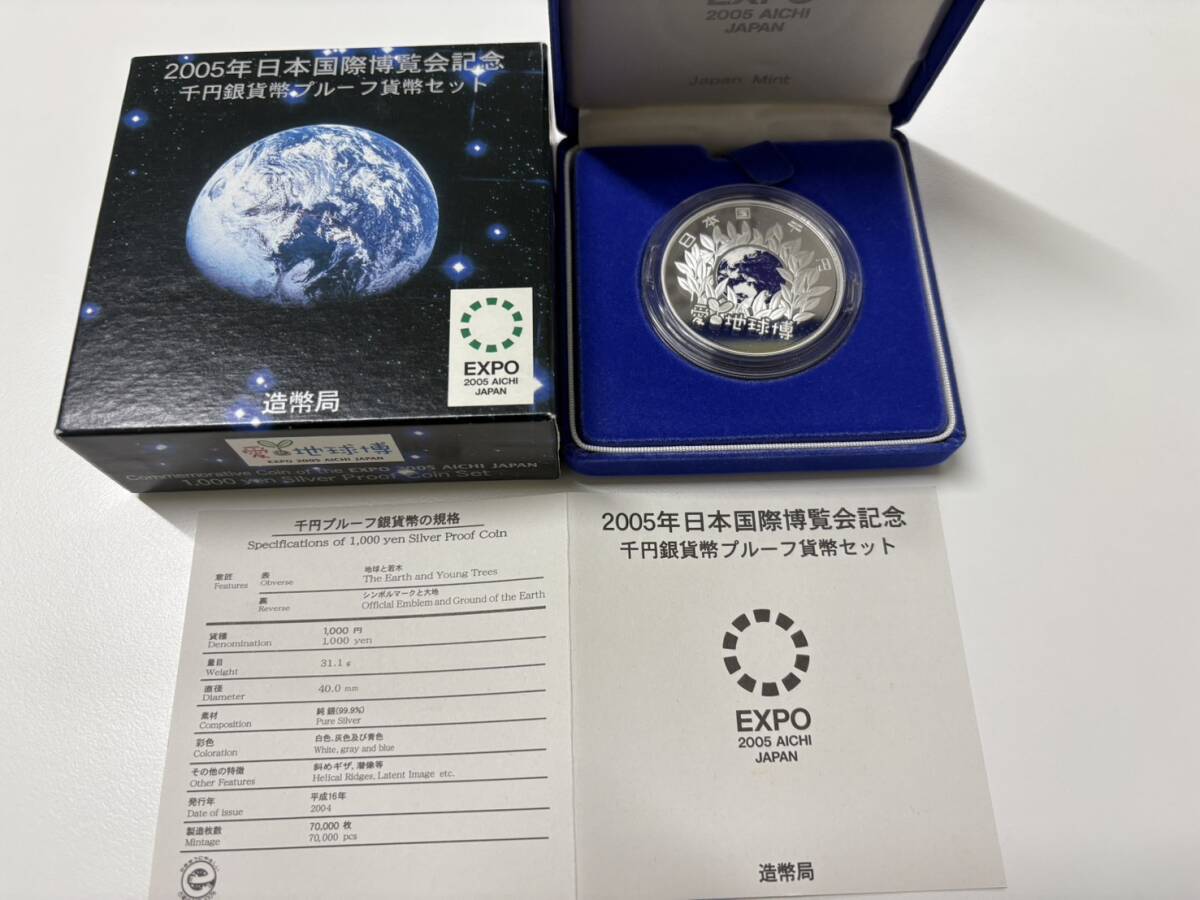 2005年日本国際博覧会記念
千円銀貨幣プルーフ貨幣セット
EXPO
2005 AICHI
JAPAN
造幣局
愛・地球博
EXPO 2005 AICHI JAPAN
Commemorative Coin of the EXPO 2005 AICHI JAPAN
1,000 yen Silver Proof Coin Set
EXPO
2005 AICHI
JAPAN
Japan Mint
日本国 千円
愛・地球博
千円プルーフ銀貨幣の規格
Specifications of 1,000 yen Silver Proof Coin
意匠 表 地球と若木
Features Obverse The Earth and Young Trees
裏 シンボルマークと大地
Reverse Official Emblem and Ground of the Earth
貨種 1,000 円
Denomination 1,000 yen
量目 31.1 g
Weight
直径 40.0 mm
Diameter
素材 純銀(99.9%)
Composition Pure Silver
彩色 白色、灰色及び青色
Coloration White, gray and blue
その他の特徴 斜めギザ、潜像等
Other Features Helical Ridges, Latent Image etc.
発行年 平成16年
Date of issue 2004
製造枚数 70,000 枚
Mintage 70,000 pcs
2005年日本国際博覧会記念
千円銀貨幣プルーフ貨幣セット
EXPO
2005 AICHI
JAPAN
造幣局